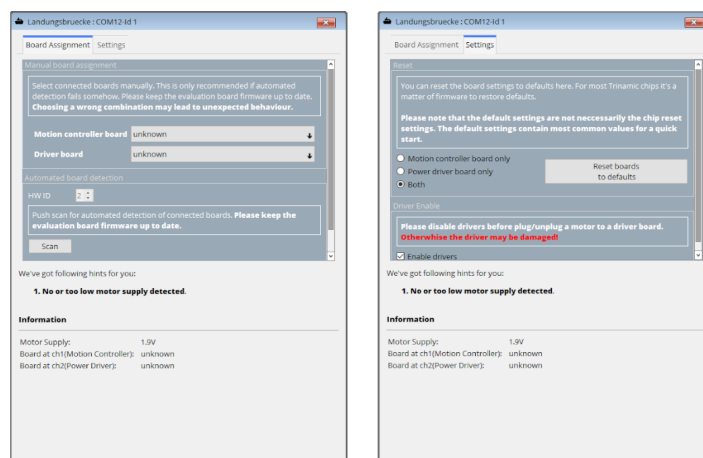 Landungsbruecke : COM12-Id 1
Board Assignment Settings
Manual board assignment
Select connected boards manually. This is only recommended if automated
detection fails somehow. Please keep the evaluation board firmware up to date.
Choosing a wrong combination may lead to unexpected behaviour.
Motion controller board unknown
Driver board unknown
Automated board detection
HW ID 2
Push scan for automated detection of connected boards. Please keep the
evaluation board firmware up to date.
Scan
We've got following hints for you:
1. No or too low motor supply detected.
Information
Motor Supply: 1.9V
Board at ch1(Motion Controller): unknown
Board at ch2(Power Driver): unknown
Landungsbruecke : COM12-Id 1
Board Assignment Settings
Reset
You can reset the board settings to defaults here. For most Trinamic chips it's a
matter of firmware to restore defaults.
Please note that the default settings are not neccessarily the chip reset
settings. The default settings contain most common values for a quick
start.
Motion controller board only
Power driver board only
Both
Reset boards
to defaults
Driver Enable
Please disable drivers before plug/unplug a motor to a driver board.
Otherwhise the driver may be damaged!
Enable drivers
We've got following hints for you:
1. No or too low motor supply detected.
Information
Motor Supply: 1.9V
Board at ch1(Motion Controller): unknown
Board at ch2(Power Driver): unknown